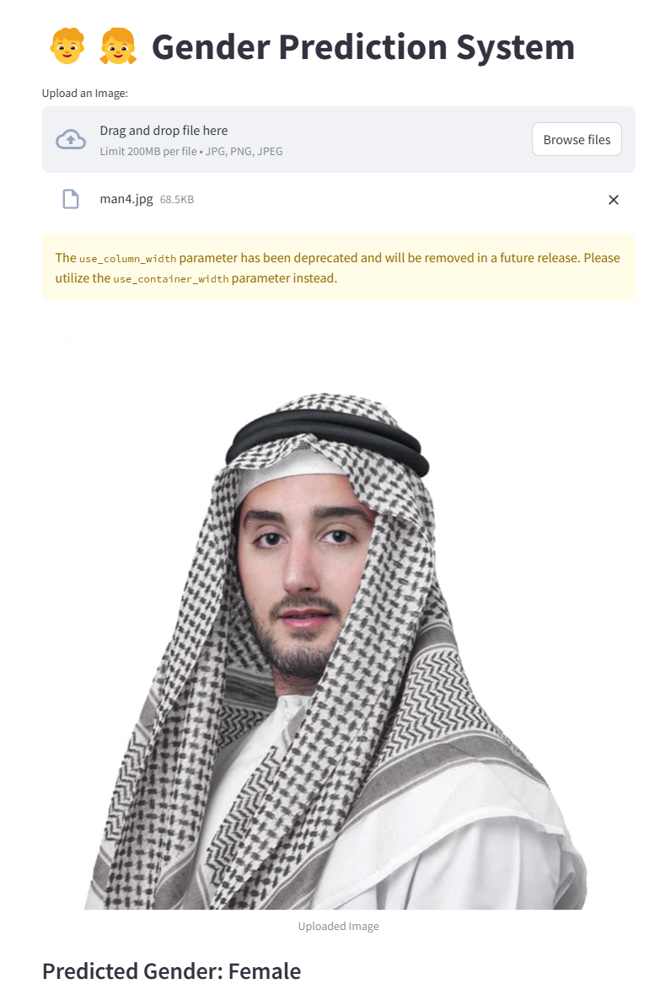 Gender Prediction System
Upload an Image:
Drag and drop file here
Limit 200MB per file • JPG, PNG, JPEG
Browse files
man4.jpg 68.5KB
The use_column_width parameter has been deprecated and will be removed in a future release. Please
utilize the use_container_width parameter instead.
Uploaded Image
Predicted Gender: Female